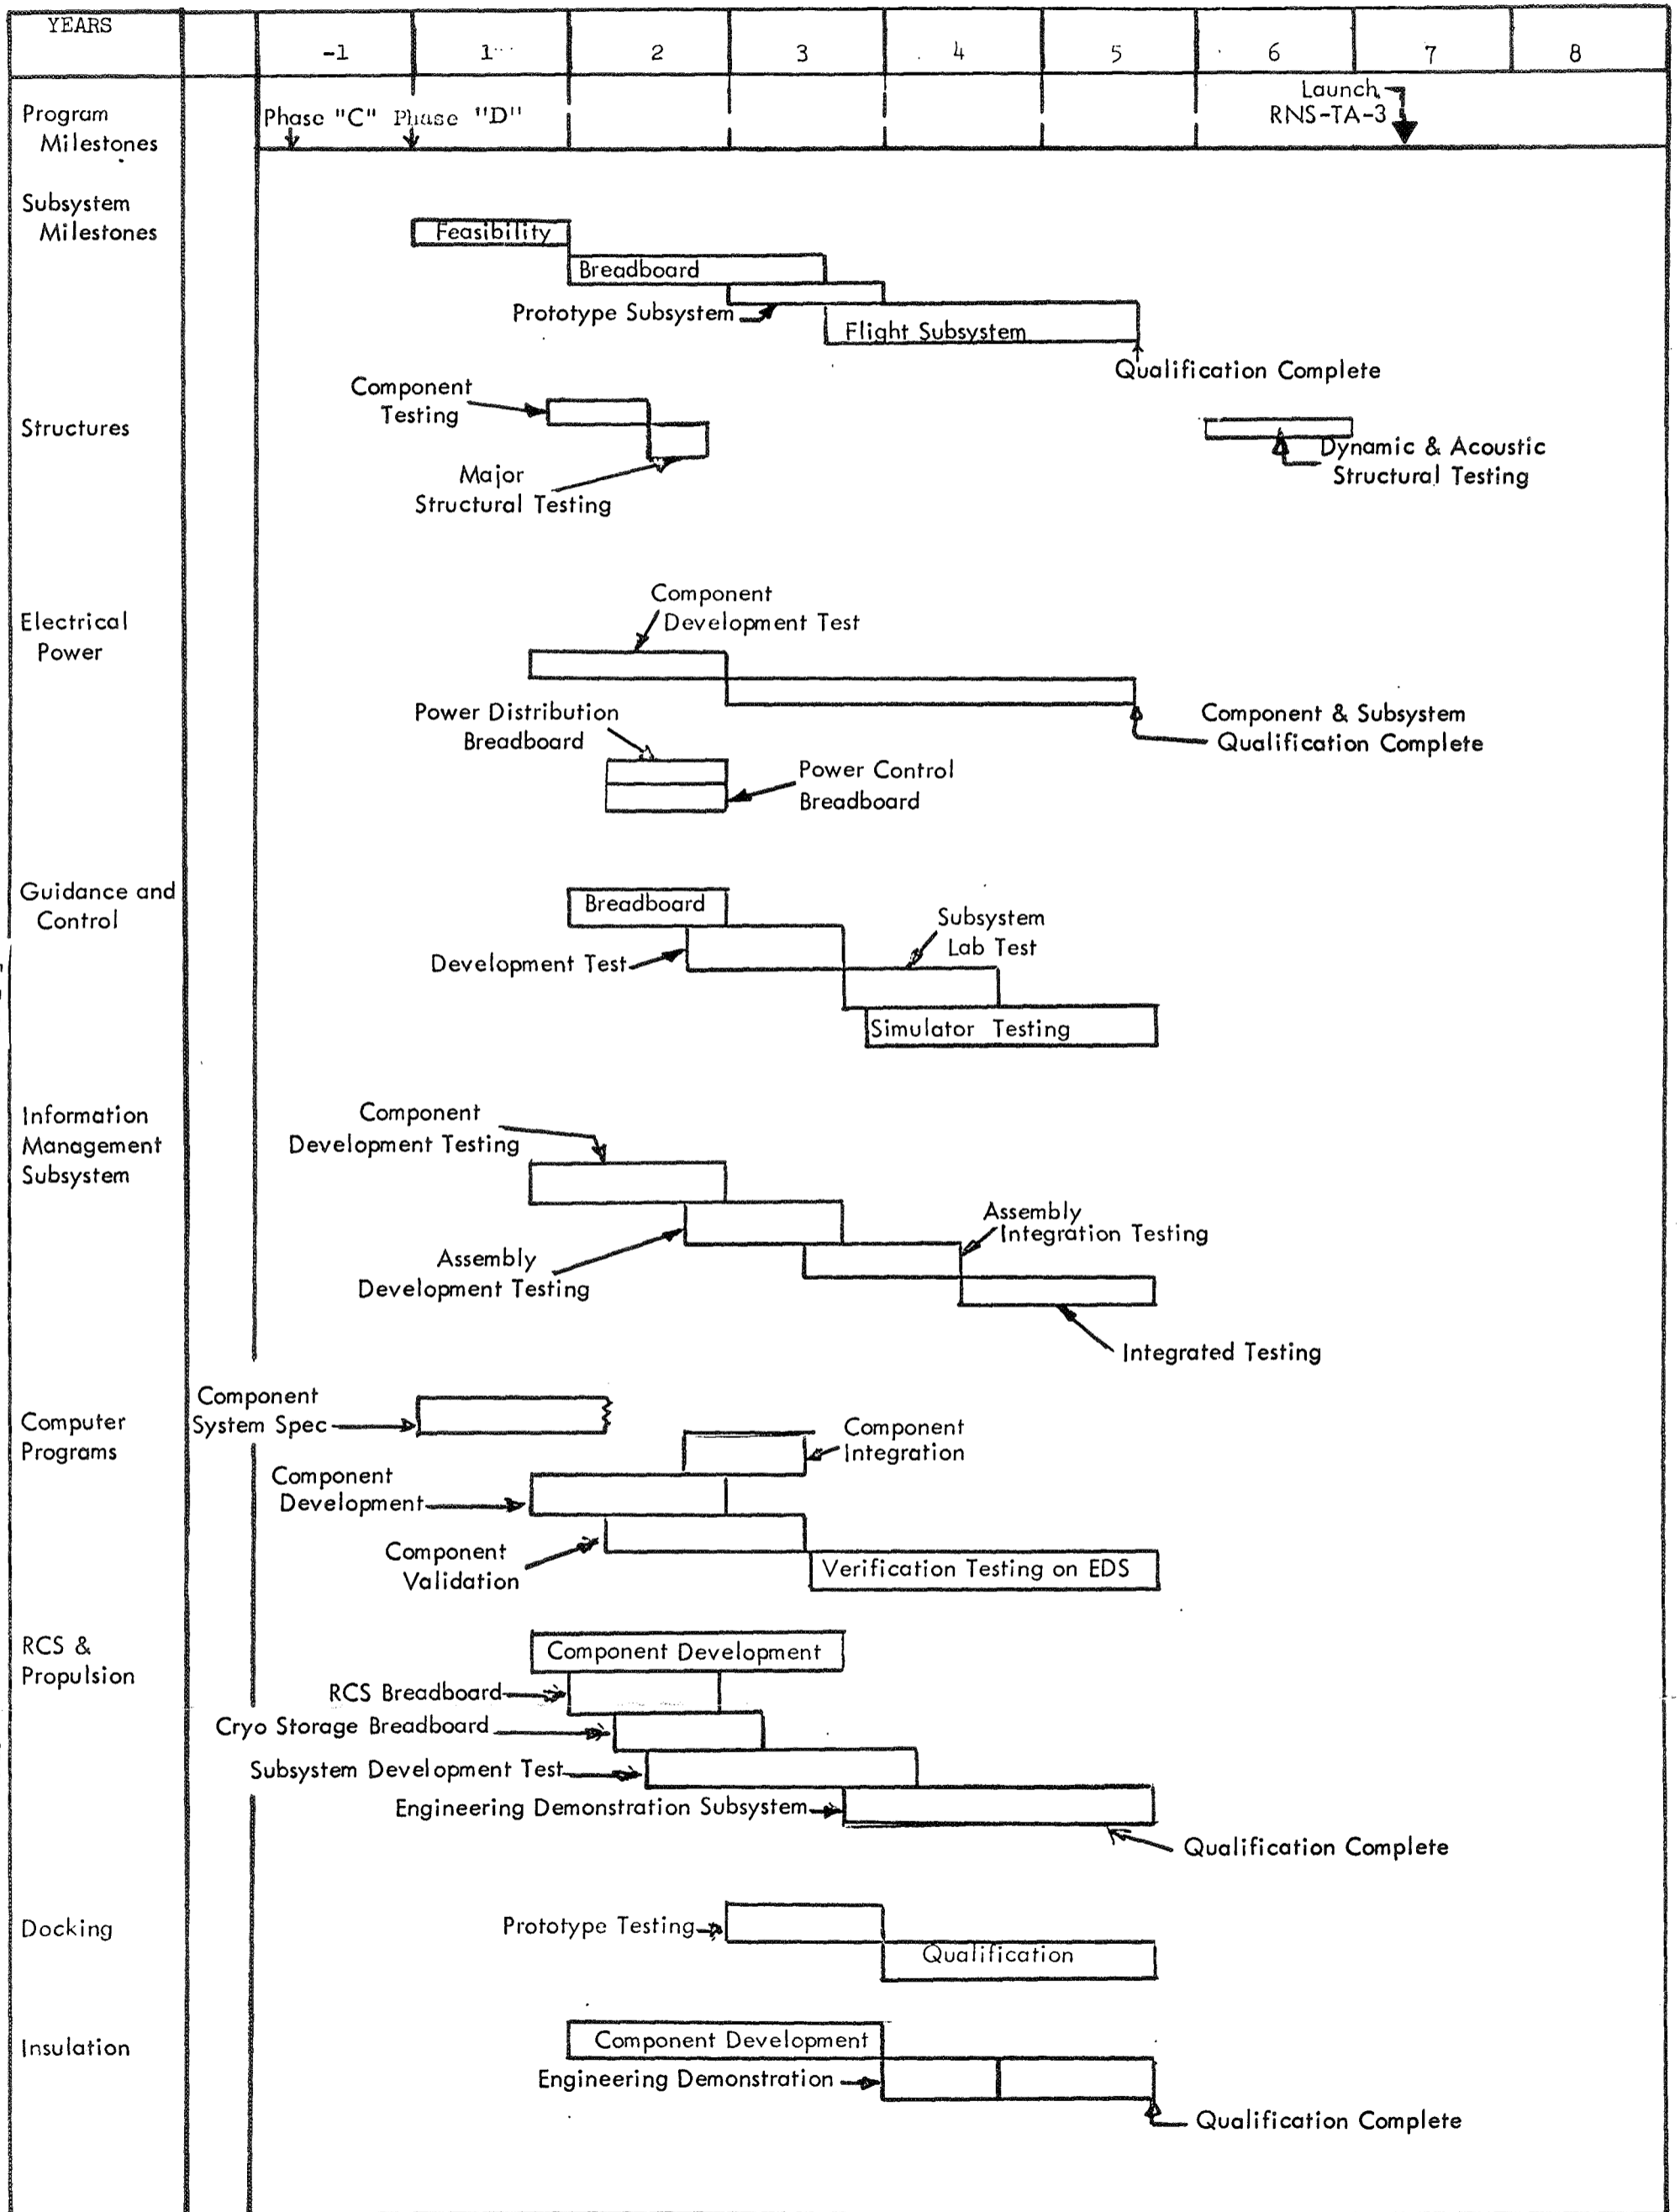 YEARS
-1 1 2 3 4 5 6 7 8
Program
Milestones
Phase "C" Phase "D"
Launch
RNS-TA-3
Subsystem
Milestones
Feasibility
Breadboard
Prototype Subsystem
Flight Subsystem
Qualification Complete
Structures
Component
Testing
Major
Structural Testing
Dynamic & Acoustic
Structural Testing
Electrical
Power
Component
Development Test
Power Distribution
Breadboard
Component & Subsystem
Qualification Complete
Power Control
Breadboard
Guidance and
Control
Breadboard
Subsystem
Lab Test
Development Test
Simulator Testing
Information
Management
Subsystem
Component
Development Testing
Assembly
Integration Testing
Assembly
Development Testing
Integrated Testing
Computer
Programs
Component
System Spec
Component
Integration
Component
Development
Component
Validation
Verification Testing on EDS
RCS &
Propulsion
Component Development
RCS Breadboard
Cryo Storage Breadboard
Subsystem Development Test
Engineering Demonstration Subsystem
Qualification Complete
Docking
Prototype Testing
Qualification
Insulation
Component Development
Engineering Demonstration
Qualification Complete